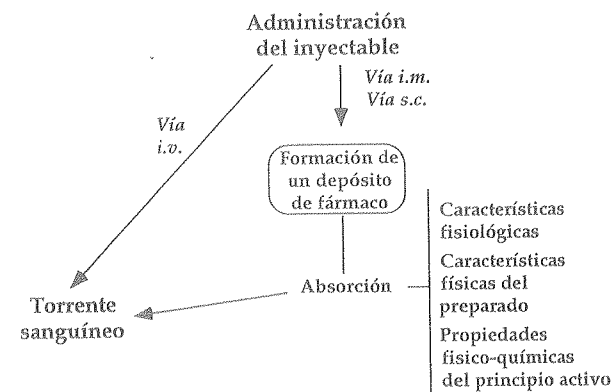 Administración
del inyectable
Vía i.m.
Vía s.c.
Vía
i.v.
Formación de
un depósito
de fármaco
Características
fisiológicas
Absorción
Características
físicas del
preparado
Torrente
sanguíneo
Propiedades
fisico-químicas
del principio activo